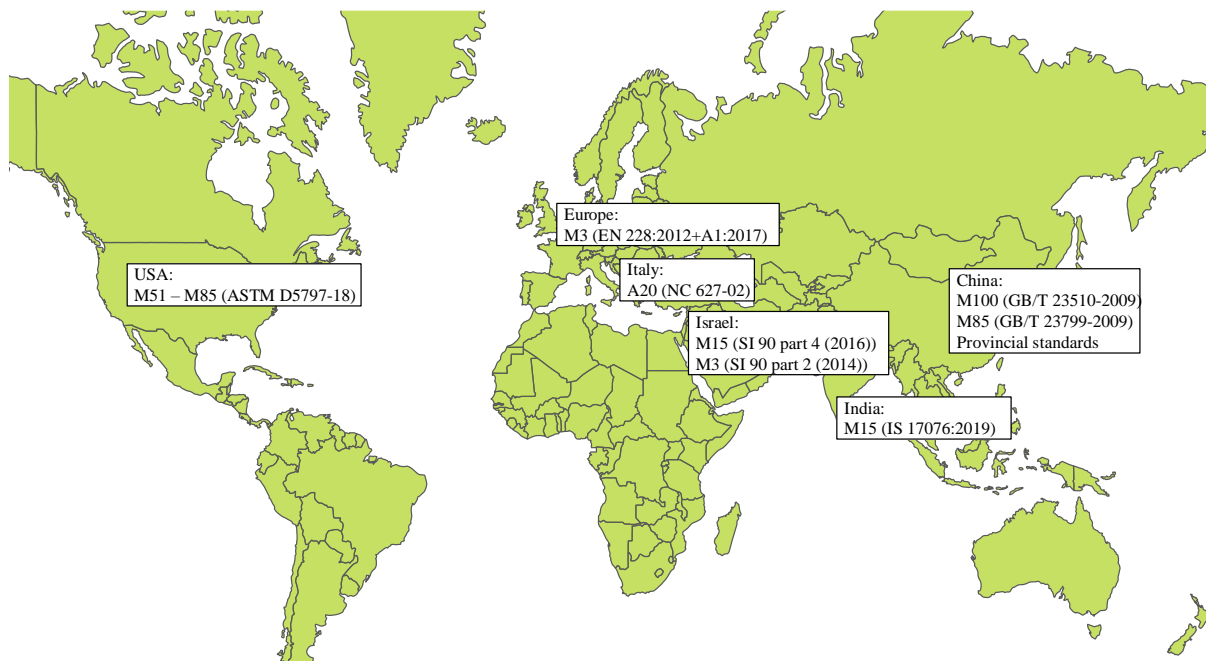 Europe:
M3 (EN 228:2012+A1:2017)
USA:
M51 – M85 (ASTM D5797-18)
Italy:
A20 (NC 627-02)
China:
M100 (GB/T 23510-2009)
M85 (GB/T 23799-2009)
Provincial standards
Israel:
M15 (SI 90 part 4 (2016))
M3 (SI 90 part 2 (2014))
India:
M15 (IS 17076:2019)